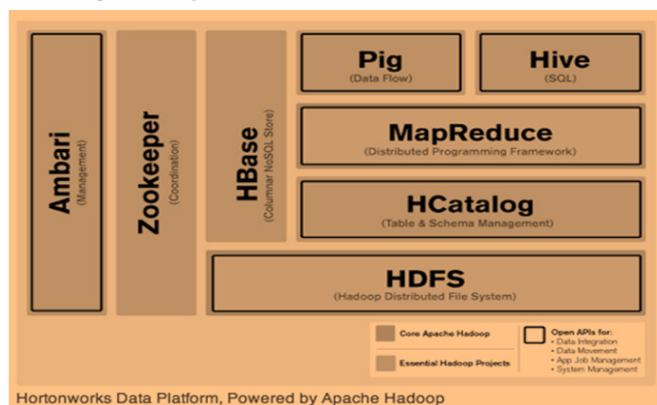 Ambari
(Management)
Zookeeper
(Coordination)
HBase
(Columnar NoSQL Store)
Pig
(Data Flow)
Hive
(SQL)
MapReduce
(Distributed Programming Framework)
HCatalog
(Table & Schema Management)
HDFS
(Hadoop Distributed File System)
Core Apache Hadoop
Essential Hadoop Projects
Open APIs for:
• Data Integration
• Data Movement
• App Job Management
• System Management
Hortonworks Data Platform, Powered by Apache Hadoop